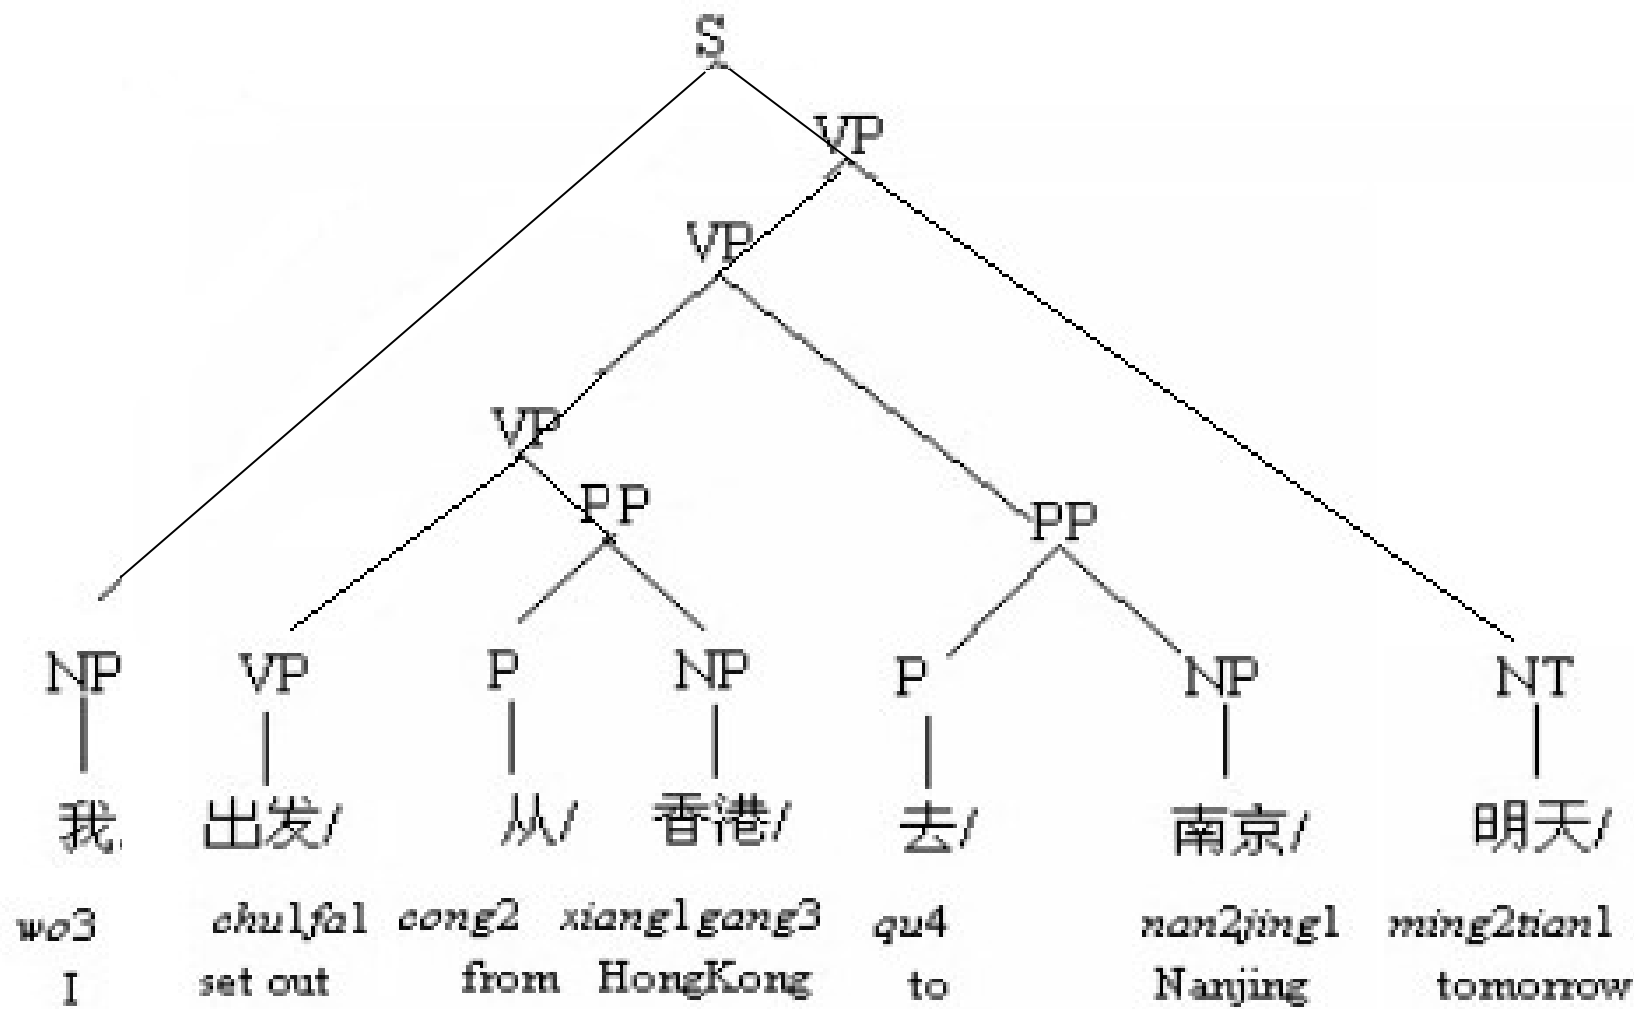 S
VP
VP
VP
PP
PP
NP VP P NP P NP NT
我 出发/ 从/ 香港/ 去/ 南京/ 明天/
wo3 chu1fa1 cong2 xiang1gang3 qu4 nan2jing1 ming2tian1
I set out from HongKong to Nanjing tomorrow